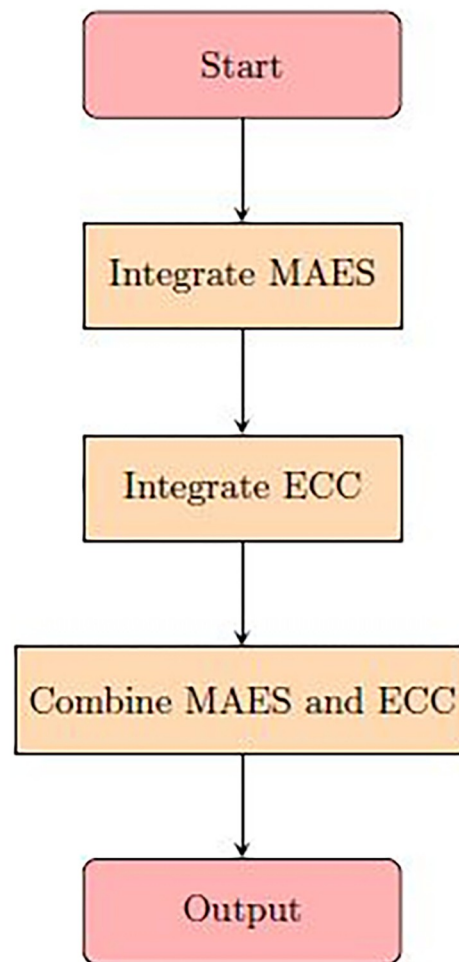 Start
Integrate MAES
Integrate ECC
Combine MAES and ECC
Output